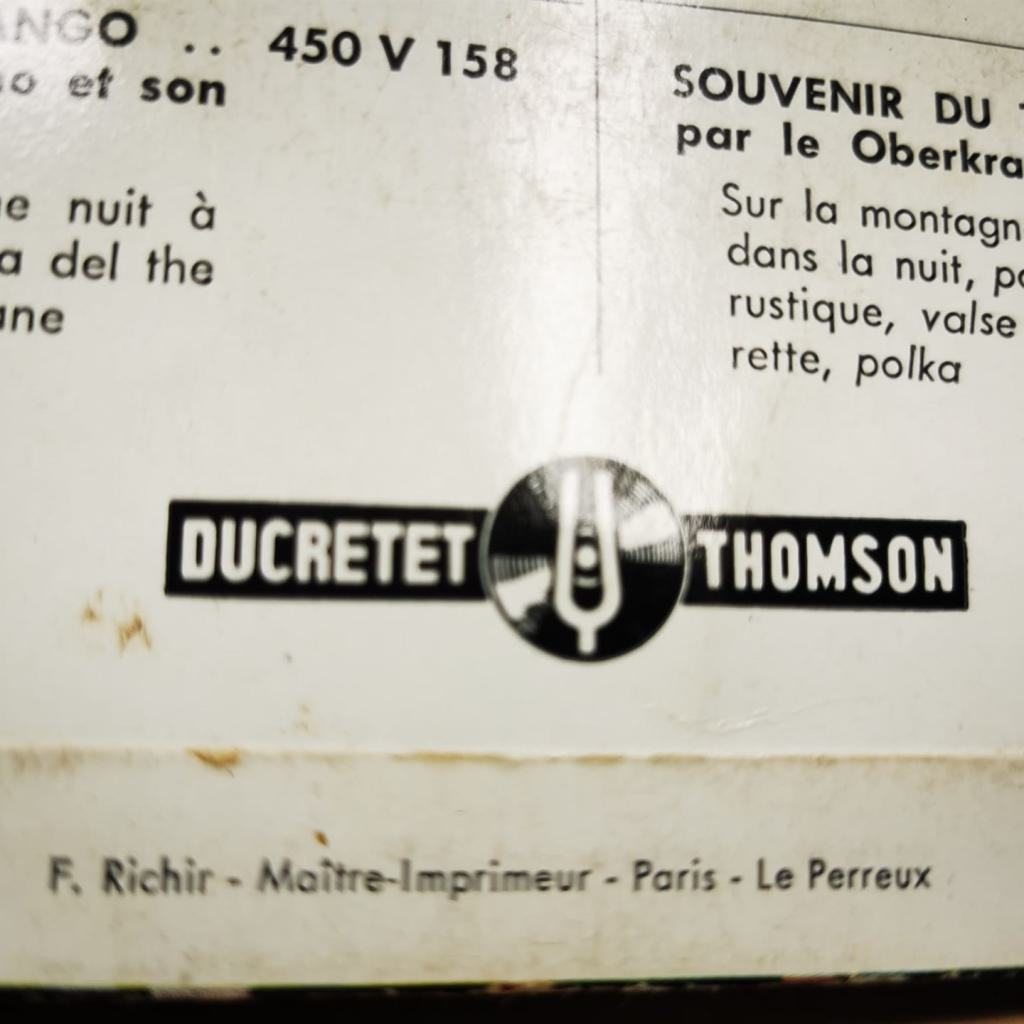 ANGO .. 450 V 158
et son
nuit à
del the
SOUVENIR DU
par le Oberkra
Sur la montagn
dans la nuit, po
rustique, valse
rette, polka
DUCRETET THOMSON
F. Richir - Maître-Imprimeur - Paris - Le Perreux